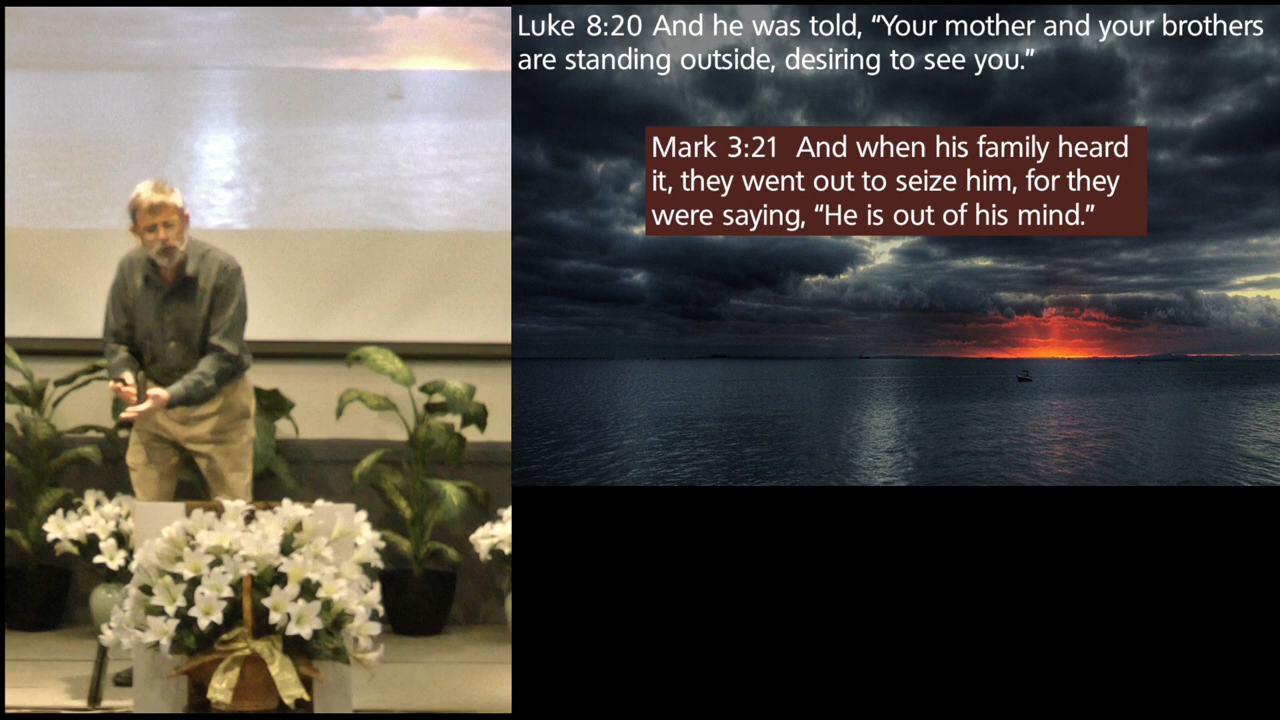 Luke 8:20 And he was told, “Your mother and your brothers
are standing outside, desiring to see you.”
Mark 3:21 And when his family heard
it, they went out to seize him, for they
were saying, “He is out of his mind.”